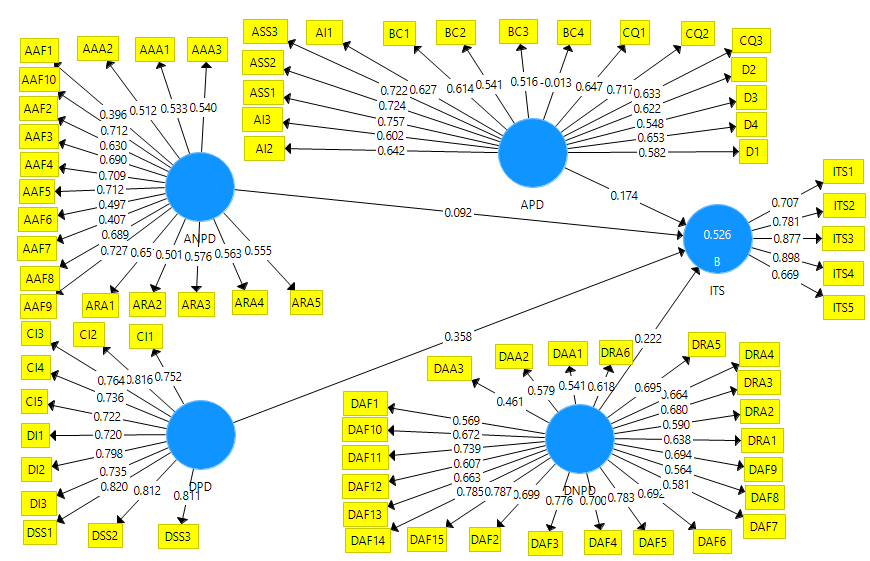 ASS3
AI1
BC1
BC2
BC3
BC4
CQ1
CQ2
CQ3
AAF1
AAA2
AAA1
AAA3
ASS2
D2
AAF10
ASS1
D3
AAF2
AI3
D4
AAF3
AI2
D1
AAF4
AAF5
AAF6
AAF7
AAF8
AAF9
0.396
0.512
0.533
0.540
0.712
0.630
0.690
0.709
0.712
0.497
0.407
0.689
0.727
0.501
0.576
0.563
0.555
ANPD
ARA1
ARA2
ARA3
ARA4
ARA5
0.722
0.627
0.614
0.541
0.516
-0.013
0.647
0.717
0.633
0.724
0.622
0.757
0.548
0.602
0.653
0.642
0.582
APD
0.174
0.092
0.358
0.222
0.526
B
ITS
0.707
0.781
0.877
0.898
0.669
ITS1
ITS2
ITS3
ITS4
ITS5
CI3
CI2
CI1
CI4
CI5
DI1
DI2
DI3
DSS1
DSS2
DSS3
0.764
0.816
0.752
0.736
0.722
0.720
0.798
0.735
0.820
0.812
0.811
DPD
DAA3
DAA2
DAA1
DRA6
DRA5
DRA4
DRA3
DRA2
DRA1
DAF9
DAF8
DAF7
DAF1
DAF10
DAF11
DAF12
DAF13
DAF14
DAF15
DAF2
DAF3
DAF4
DAF5
DAF6
0.461
0.579
0.541
0.618
0.695
0.664
0.680
0.590
0.638
0.694
0.564
0.581
0.569
0.672
0.739
0.607
0.663
0.785
0.787
0.699
0.776
0.700
0.783
0.692
DNPD